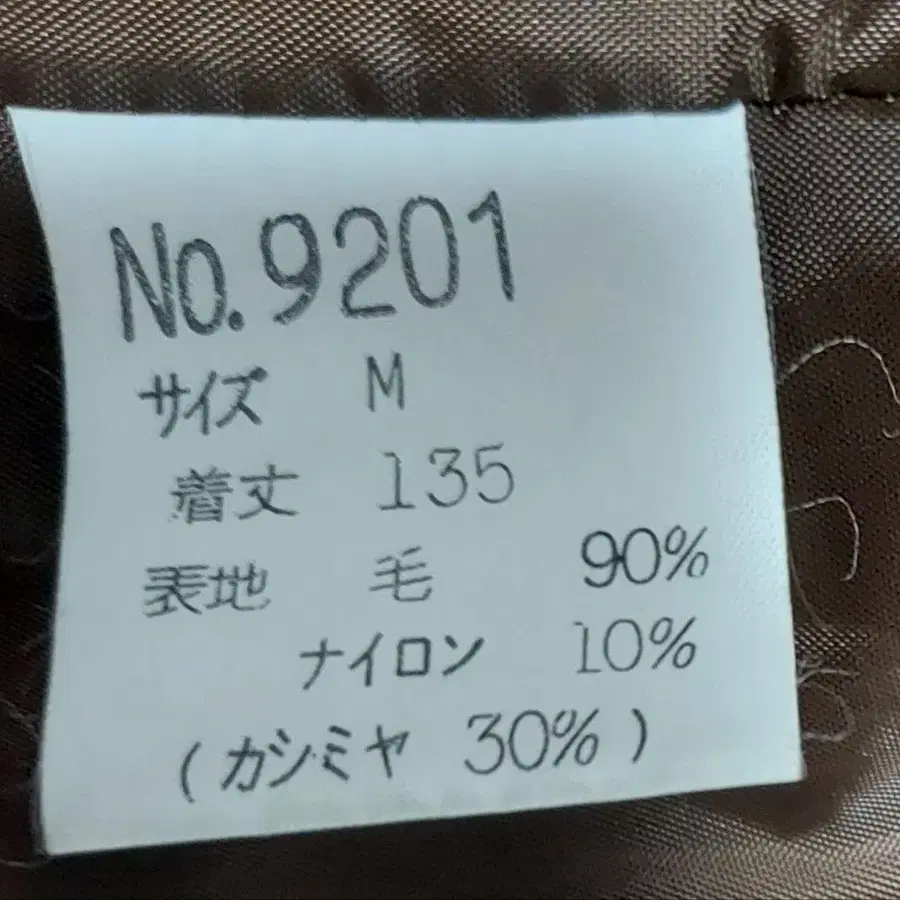 No.9201
サイズ M
着丈 135
表地 毛 90%
ナイロン 10%
(カシミヤ 30%)